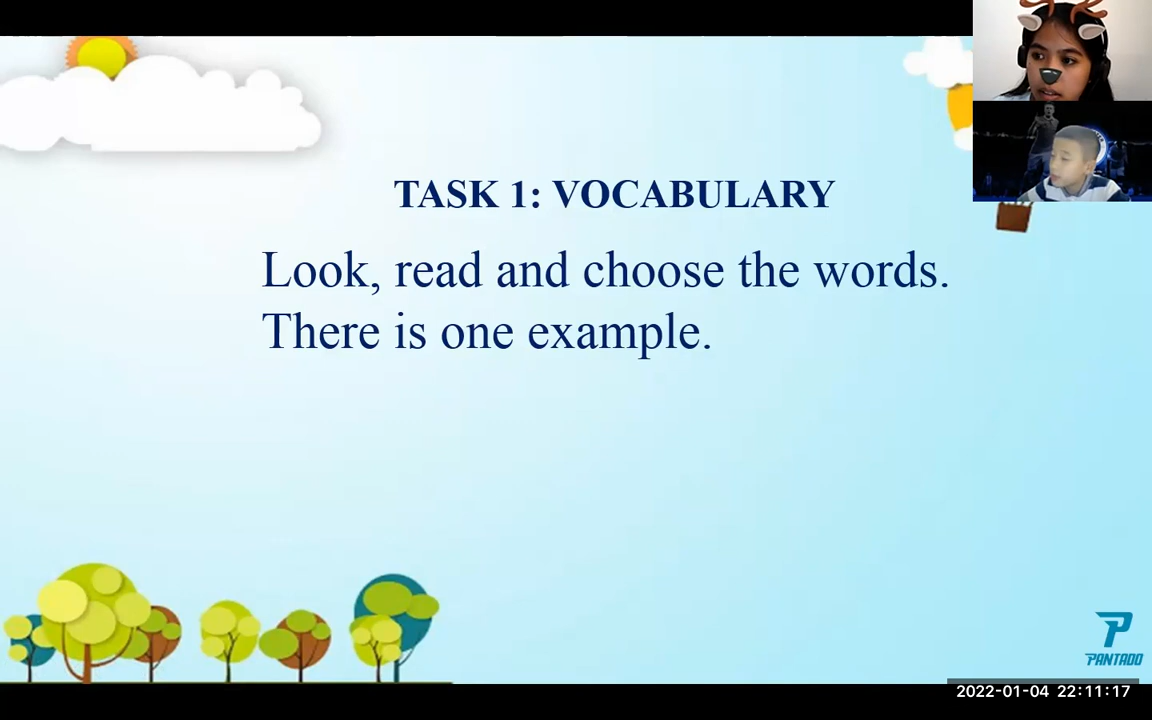 TASK 1: VOCABULARY
Look, read and choose the words.
There is one example.
PANTADO
2022-01-04 22:11:17